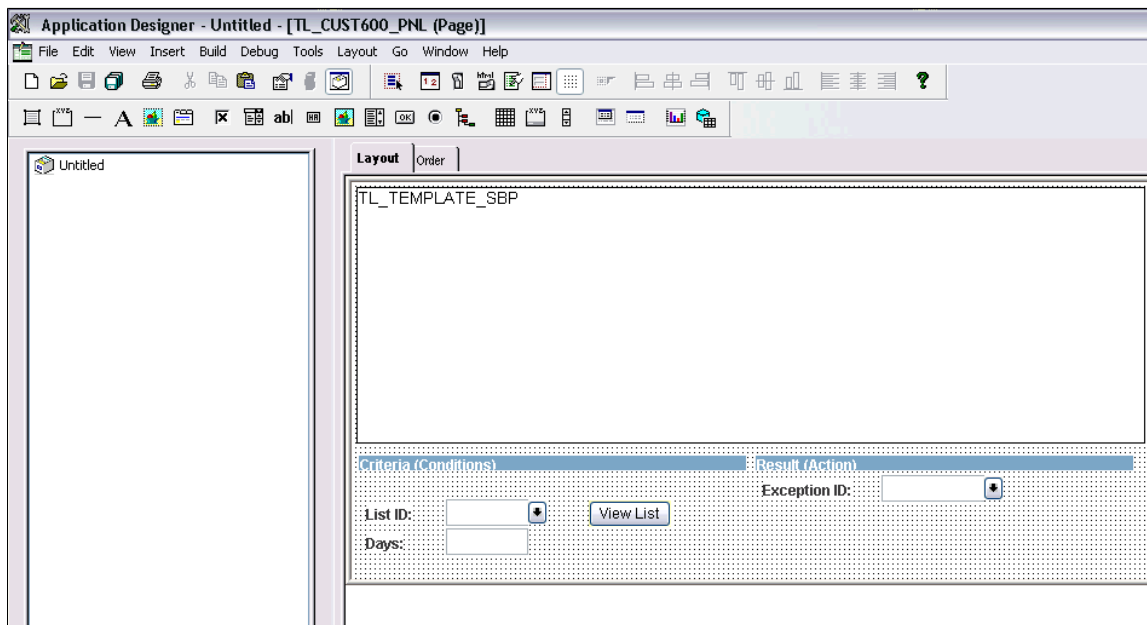 Application Designer - Untitled - [TL_CUST600_PNL (Page)]
File Edit View Insert Build Debug Tools Layout Go Window Help
Untitled
Layout Order
TL_TEMPLATE_SBP
Criteria (Conditions) Result (Action)
Exception ID:
List ID: View List
Days: